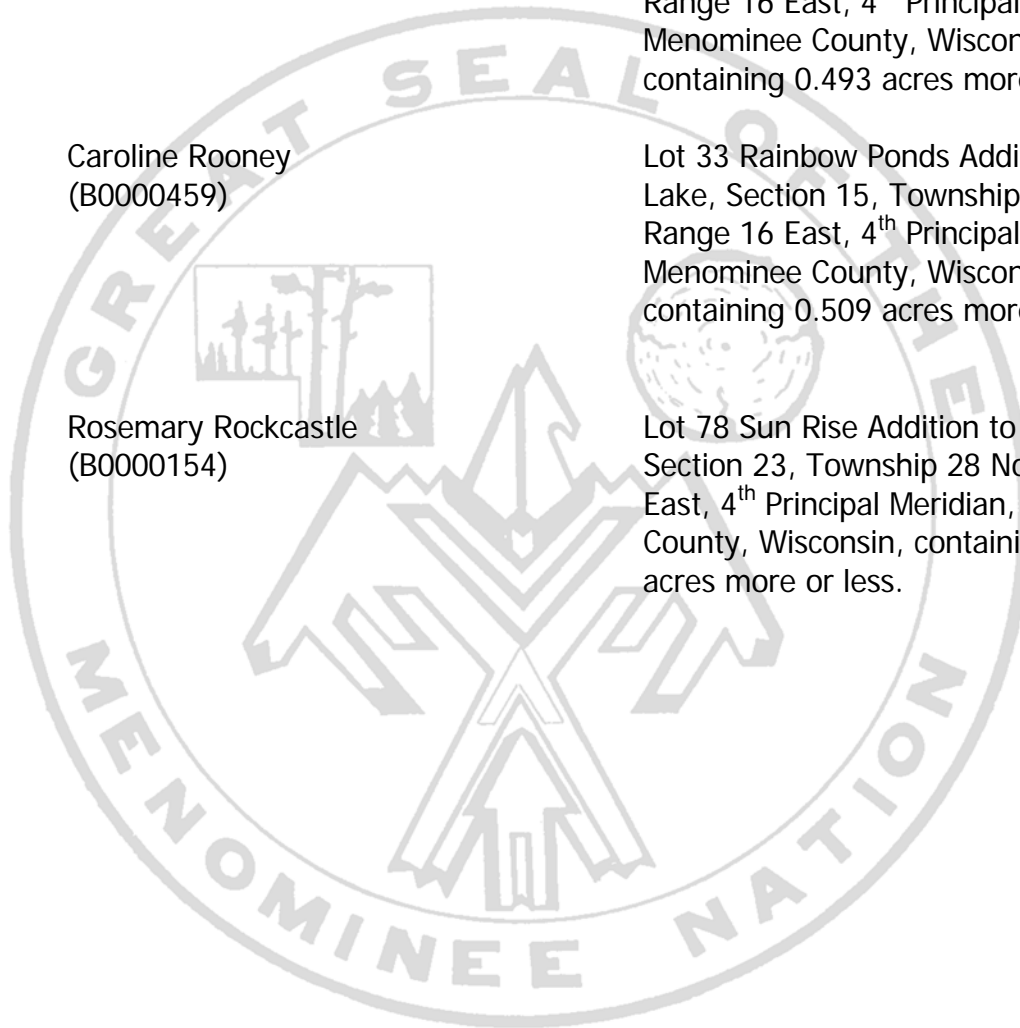 Range 16 East, 4th Principal
Menominee County, Wiscon
containing 0.493 acres mor
Caroline Rooney
(B0000459)
Lot 33 Rainbow Ponds Addi
Lake, Section 15, Township
Range 16 East, 4th Principal
Menominee County, Wiscon
containing 0.509 acres mor
Rosemary Rockcastle
(B0000154)
Lot 78 Sun Rise Addition to
Section 23, Township 28 No
East, 4th Principal Meridian,
County, Wisconsin, containi
acres more or less.
GREAT SEAL OF THE
MENOMINEE NATION